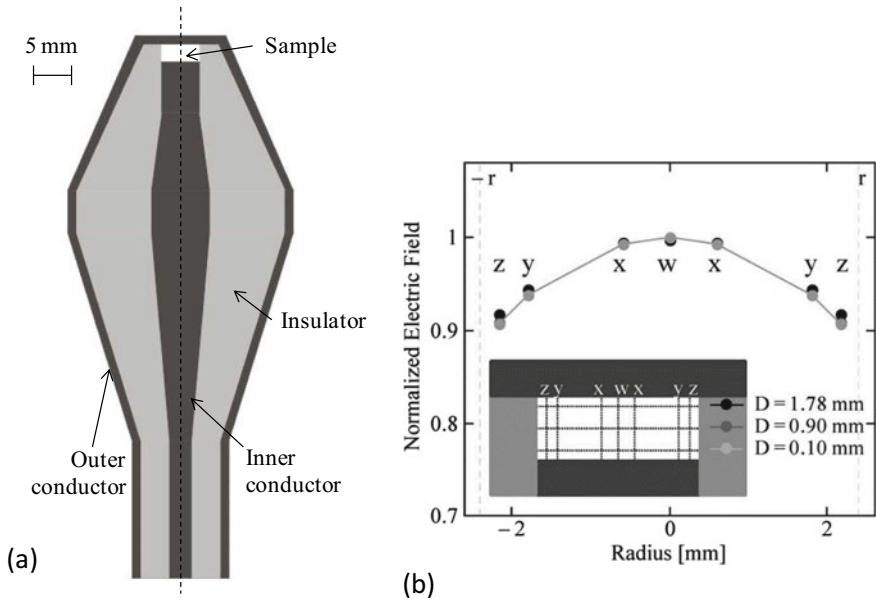 5 mm
Sample
Insulator
Outer
conductor
Inner
conductor
(a)
Normalized Electric Field
1
0.9
0.8
0.7
− r
r
z y x w x y z
z y x w x y z
D = 1.78 mm
D = 0.90 mm
D = 0.10 mm
−2 0 2
Radius [mm]
(b)